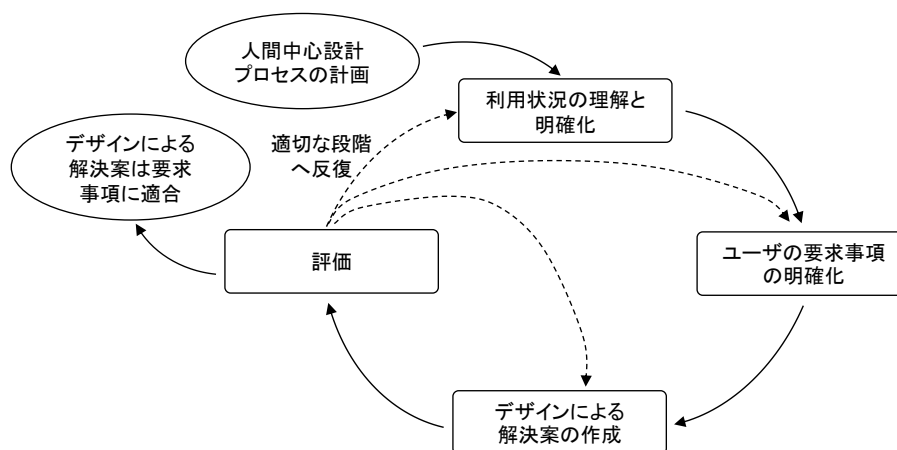 人間中心設計
プロセスの計画
利用状況の理解と
明確化
適切な段階
へ反復
デザインによる
解決案は要求
事項に適合
評価
ユーザの要求事項
の明確化
デザインによる
解決案の作成